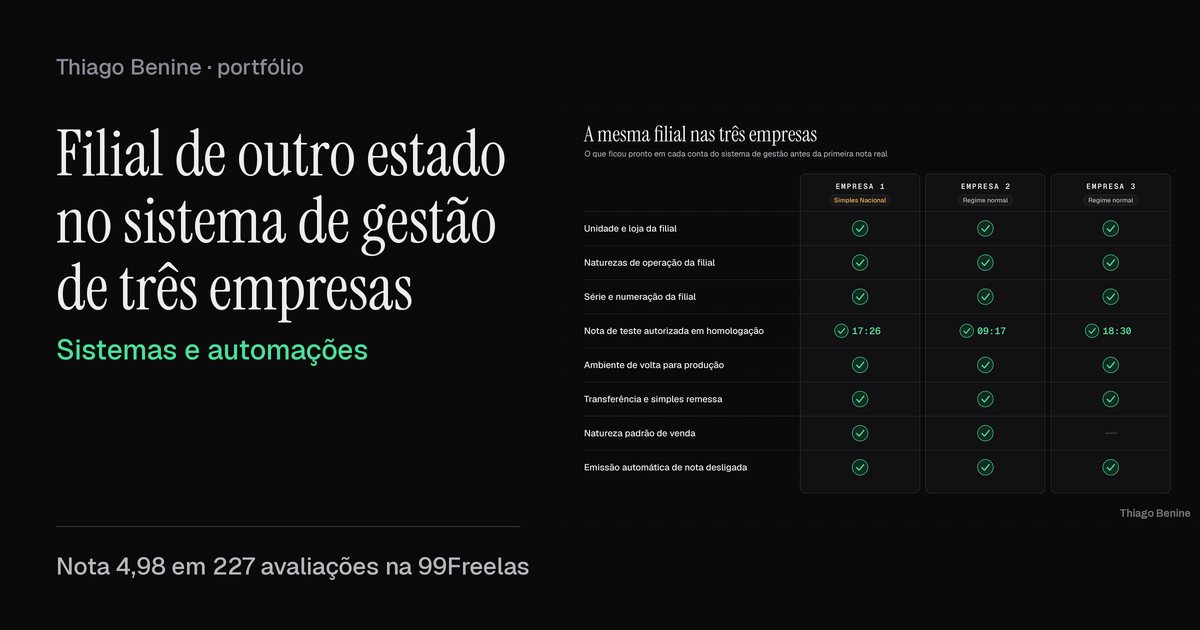 Thiago Benine · portfólio
Filial de outro estado
no sistema de gestão
de três empresas
Sistemas e automações
Nota 4,98 em 227 avaliações na 99Freelas
A mesma filial nas três empresas
O que ficou pronto em cada conta do sistema de gestão antes da primeira nota real
EMPRESA 1 EMPRESA 2 EMPRESA 3
Simples Nacional Regime normal Regime normal
Unidade e loja da filial
Naturezas de operação da filial
Série e numeração da filial
Nota de teste autorizada em homologação 17:26 09:17 18:30
Ambiente de volta para produção
Transferência e simples remessa
Natureza padrão de venda —
Emissão automática de nota desligada
Thiago Benine